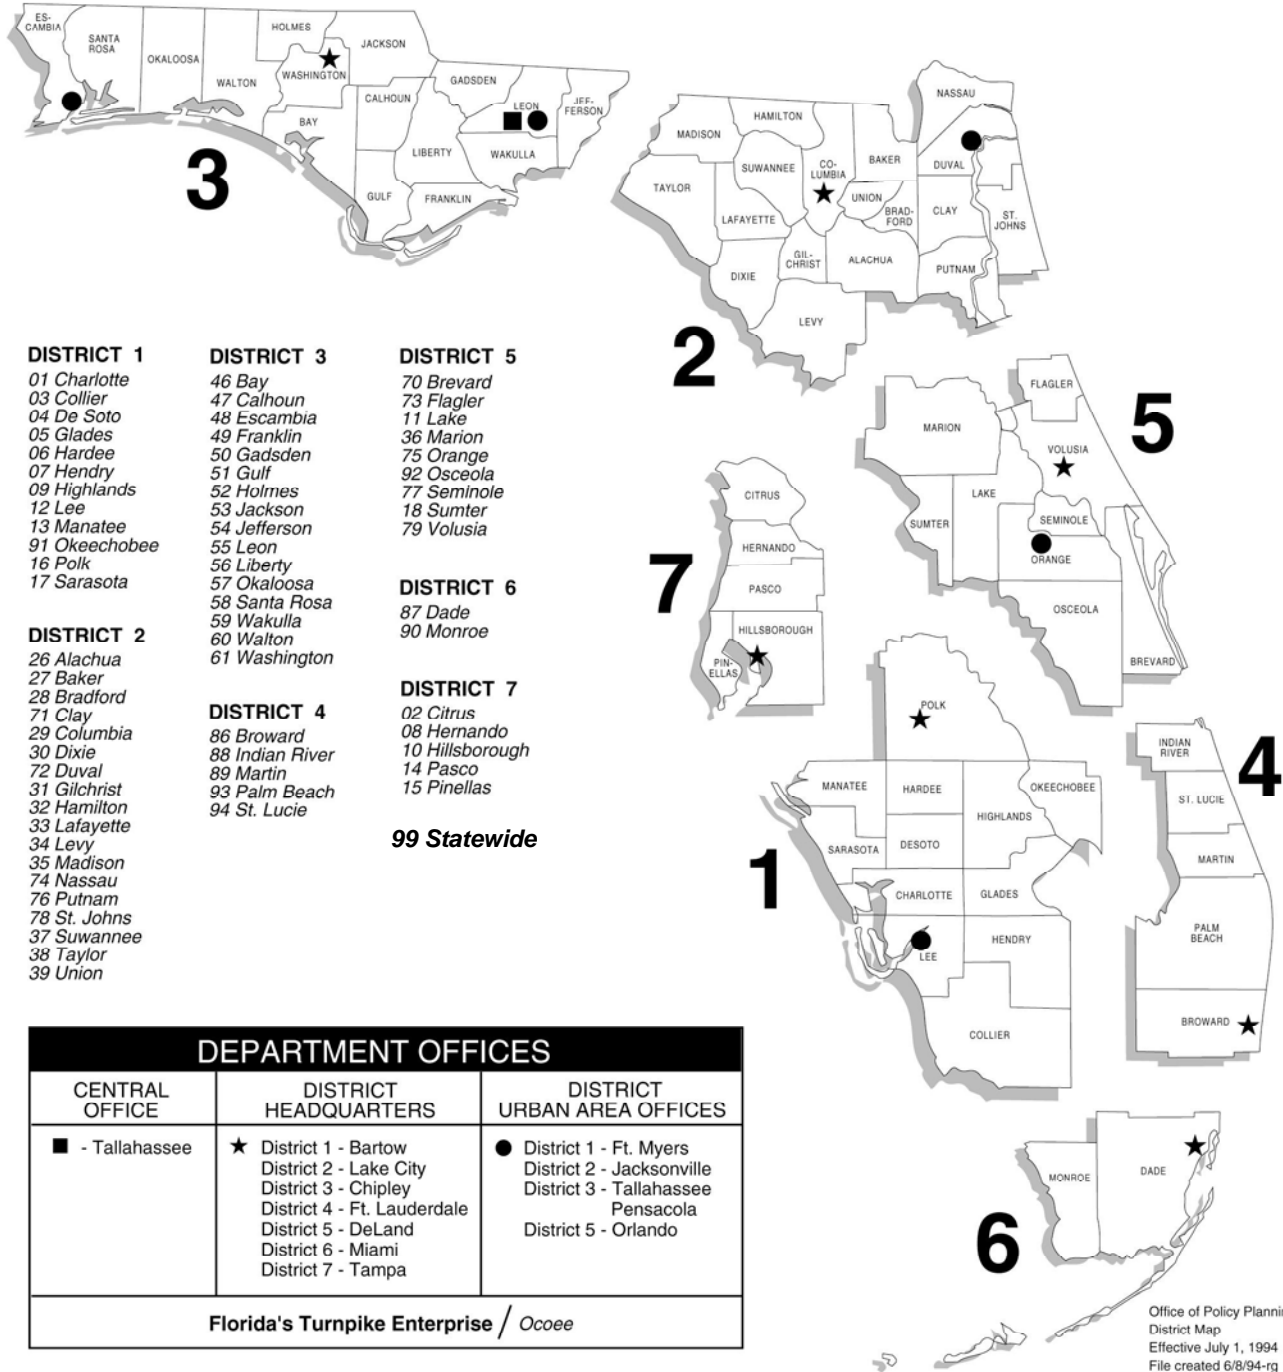 ES-
CAMBIA
SANTA
ROSA
OKALOOSA
WALTON
HOLMES
WASHINGTON
JACKSON
BAY
CALHOUN
GULF
LIBERTY
GADSDEN
LEON
JEF-
FERSON
WAKULLA
FRANKLIN
3
NASSAU
HAMILTON
MADISON
SUWANNEE
CO-
LUMBIA
BAKER
DUVAL
TAYLOR
LAFAYETTE
UNION
BRAD-
FORD
CLAY
ST.
JOHNS
DIXIE
GIL-
CHRIST
ALACHUA
PUTNAM
LEVY
2
DISTRICT 1
01 Charlotte
03 Collier
04 De Soto
05 Glades
06 Hardee
07 Hendry
09 Highlands
12 Lee
13 Manatee
91 Okeechobee
16 Polk
17 Sarasota
DISTRICT 2
26 Alachua
27 Baker
28 Bradford
71 Clay
29 Columbia
30 Dixie
72 Duval
31 Gilchrist
32 Hamilton
33 Lafayette
34 Levy
35 Madison
74 Nassau
76 Putnam
78 St. Johns
37 Suwannee
38 Taylor
39 Union
DISTRICT 3
46 Bay
47 Calhoun
48 Escambia
49 Franklin
50 Gadsden
51 Gulf
52 Holmes
53 Jackson
54 Jefferson
55 Leon
56 Liberty
57 Okaloosa
58 Santa Rosa
59 Wakulla
60 Walton
61 Washington
DISTRICT 4
86 Broward
88 Indian River
89 Martin
93 Palm Beach
94 St. Lucie
DISTRICT 5
70 Brevard
73 Flagler
11 Lake
36 Marion
75 Orange
92 Osceola
77 Seminole
18 Sumter
79 Volusia
DISTRICT 6
87 Dade
90 Monroe
DISTRICT 7
02 Citrus
08 Hernando
10 Hillsborough
14 Pasco
15 Pinellas
99 Statewide
FLAGLER
MARION
VOLUSIA
LAKE
SUMTER
SEMINOLE
ORANGE
OSCEOLA
BREVARD
5
CITRUS
HERNANDO
PASCO
HILLSBOROUGH
PIN-
ELLAS
7
POLK
MANATEE
HARDEE
OKEECHOBEE
HIGHLANDS
SARASOTA
DESOTO
CHARLOTTE
GLADES
LEE
HENDRY
COLLIER
1
INDIAN
RIVER
ST. LUCIE
MARTIN
PALM
BEACH
BROWARD
4
MONROE
DADE
6
DEPARTMENT OFFICES
CENTRAL
OFFICE
- Tallahassee
DISTRICT
HEADQUARTERS
District 1 - Bartow
District 2 - Lake City
District 3 - Chipley
District 4 - Ft. Lauderdale
District 5 - DeLand
District 6 - Miami
District 7 - Tampa
DISTRICT
URBAN AREA OFFICES
District 1 - Ft. Myers
District 2 - Jacksonville
District 3 - Tallahassee
Pensacola
District 5 - Orlando
Florida's Turnpike Enterprise / Ocoee
Office of Policy Plannin
District Map
Effective July 1, 1994
File created 6/8/94-rg